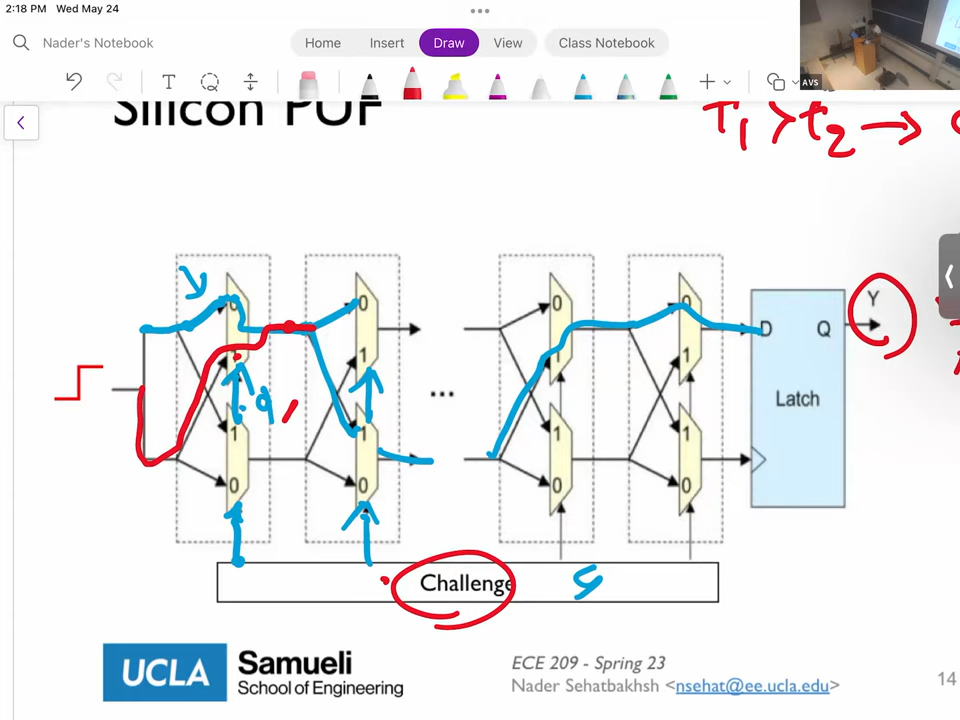 2:18 PM Wed May 24
Nader's Notebook
Home Insert Draw View Class Notebook
T
AVS
Silicon PUF
T1 > t2 →
0 0 0 0
1 1 1 1
1 1 1 1
0 0 0 0
...
D Q Y
Latch
Challenge
UCLA Samueli
School of Engineering
ECE 209 - Spring 23
Nader Sehatbakhsh <nsehat@ee.ucla.edu>
14